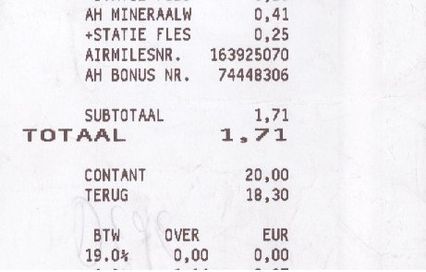 AH MINERAALW 0,41
+STATIE FLES 0,25
AIRMILESNR. 163925070
AH BONUS NR. 74448306
SUBTOTAAL 1,71
TOTAAL 1,71
CONTANT 20,00
TERUG 18,30
BTW OVER EUR
19.0% 0,00 0,00